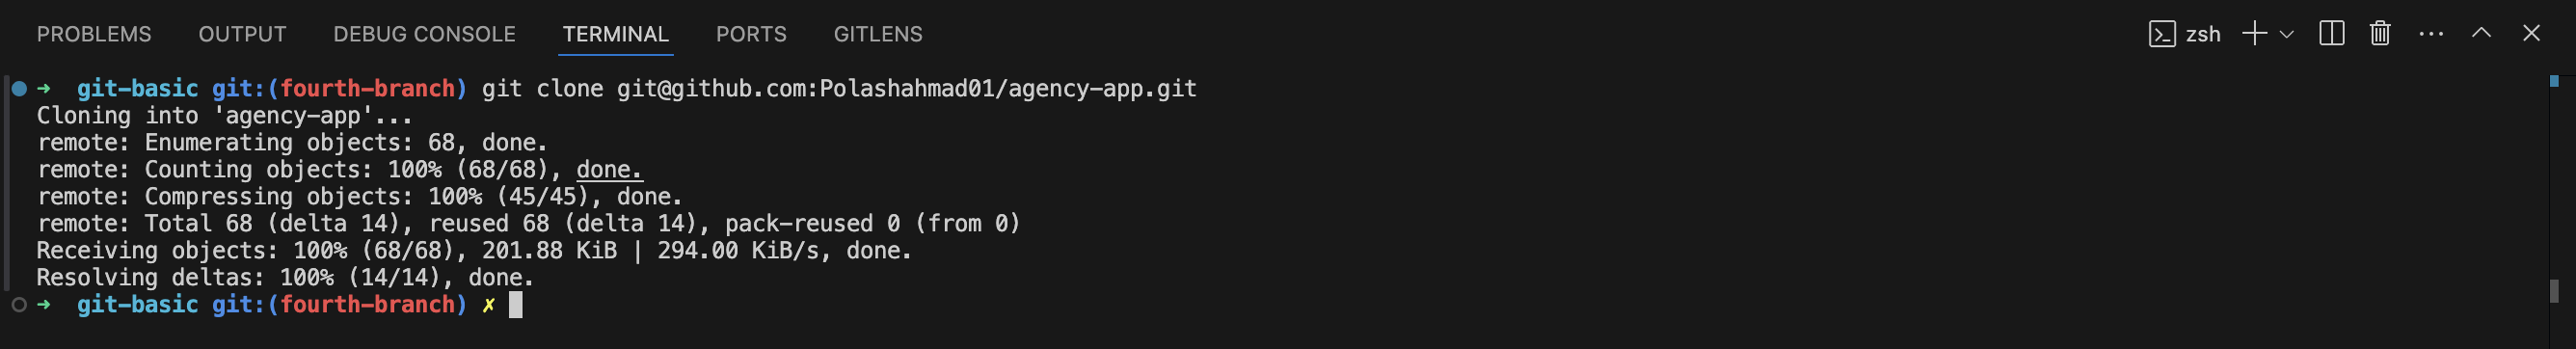 PROBLEMS OUTPUT DEBUG CONSOLE TERMINAL PORTS GITLENS zsh
➜ git-basic git:(fourth-branch) git clone git@github.com:Polashahmad01/agency-app.git
Cloning into 'agency-app'...
remote: Enumerating objects: 68, done.
remote: Counting objects: 100% (68/68), done.
remote: Compressing objects: 100% (45/45), done.
remote: Total 68 (delta 14), reused 68 (delta 14), pack-reused 0 (from 0)
Receiving objects: 100% (68/68), 201.88 KiB | 294.00 KiB/s, done.
Resolving deltas: 100% (14/14), done.
➜ git-basic git:(fourth-branch) ✗